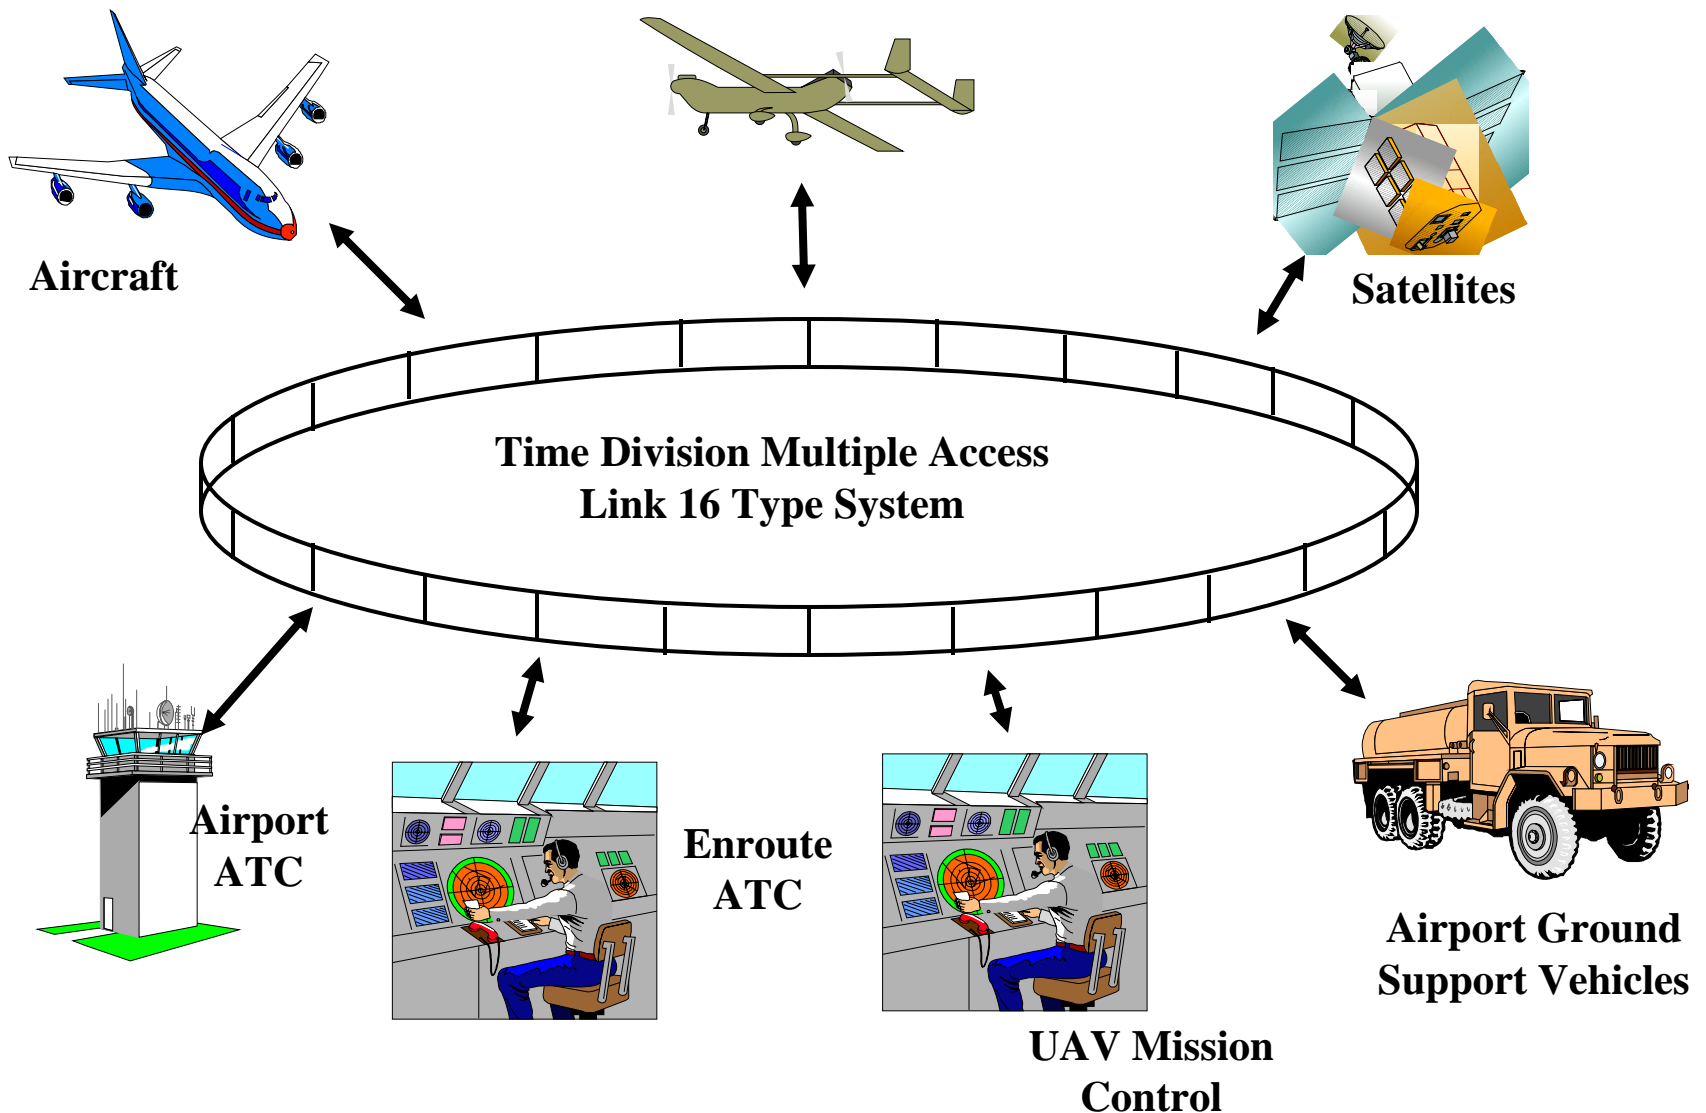 Aircraft
Satellites
Time Division Multiple Access
Link 16 Type System
Airport
ATC
Enroute
ATC
Airport Ground
Support Vehicles
UAV Mission
Control